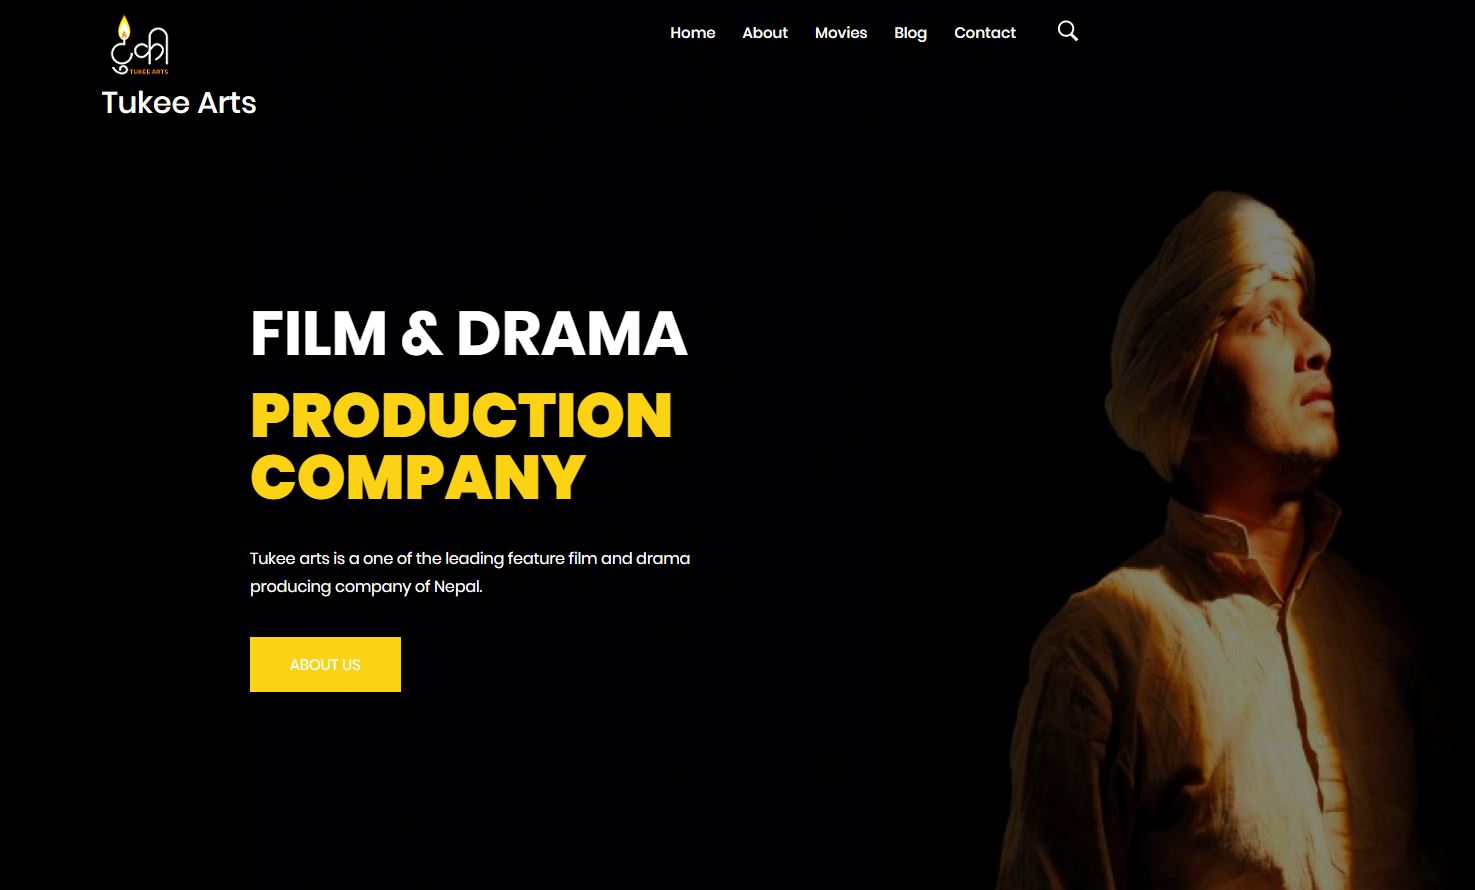 टुकी
TUKEE ARTS
Tukee Arts
Home About Movies Blog Contact
FILM & DRAMA
PRODUCTION
COMPANY
Tukee arts is a one of the leading feature film and drama
producing company of Nepal.
ABOUT US